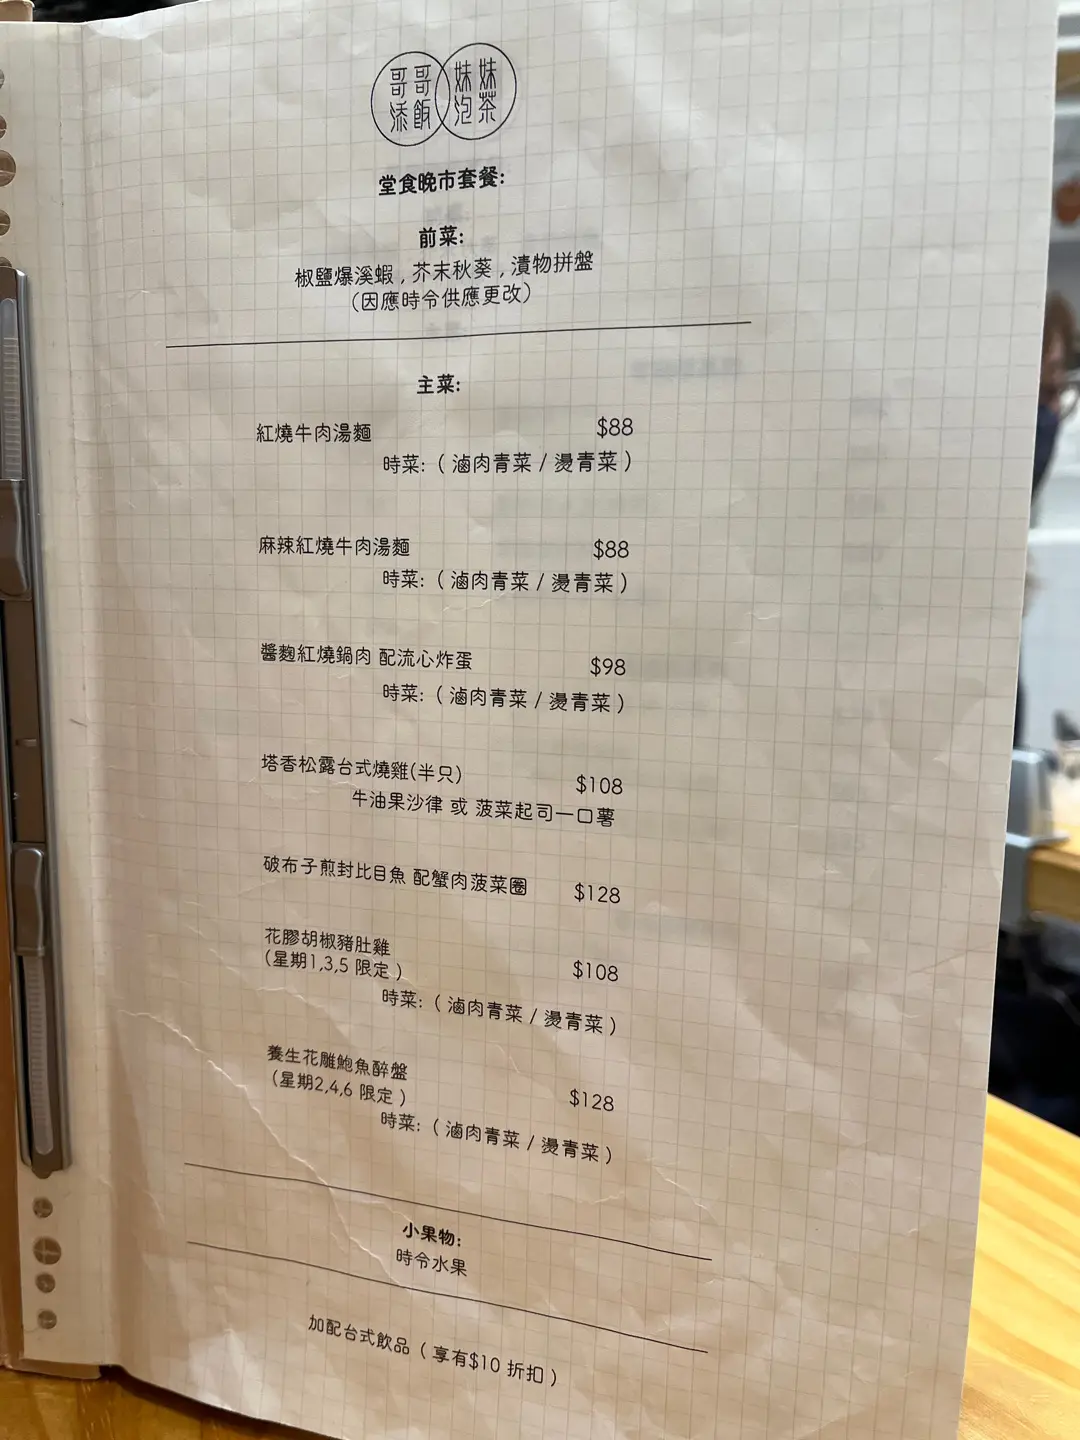 哥哥 妹妹
添飯 泡茶
堂食晚市套餐:
前菜:
椒鹽爆溪蝦 , 芥末秋葵 , 漬物拼盤
(因應時令供應更改)
主菜:
紅燒牛肉湯麵 $88
時菜: ( 滷肉青菜 / 燙青菜 )
麻辣紅燒牛肉湯麵 $88
時菜: ( 滷肉青菜 / 燙青菜 )
醬麴紅燒鍋肉 配流心炸蛋 $98
時菜: ( 滷肉青菜 / 燙青菜 )
塔香松露台式燒雞(半只) $108
牛油果沙律 或 菠菜起司一口薯
破布子煎封比目魚 配蟹肉菠菜圈 $128
花膠胡椒豬肚雞 $108
(星期1,3,5 限定 )
時菜: ( 滷肉青菜 / 燙青菜 )
養生花雕鮑魚醉盤 $128
(星期2,4,6 限定 )
時菜: ( 滷肉青菜 / 燙青菜 )
小果物:
時令水果
加配台式飲品 ( 享有$10 折扣 )